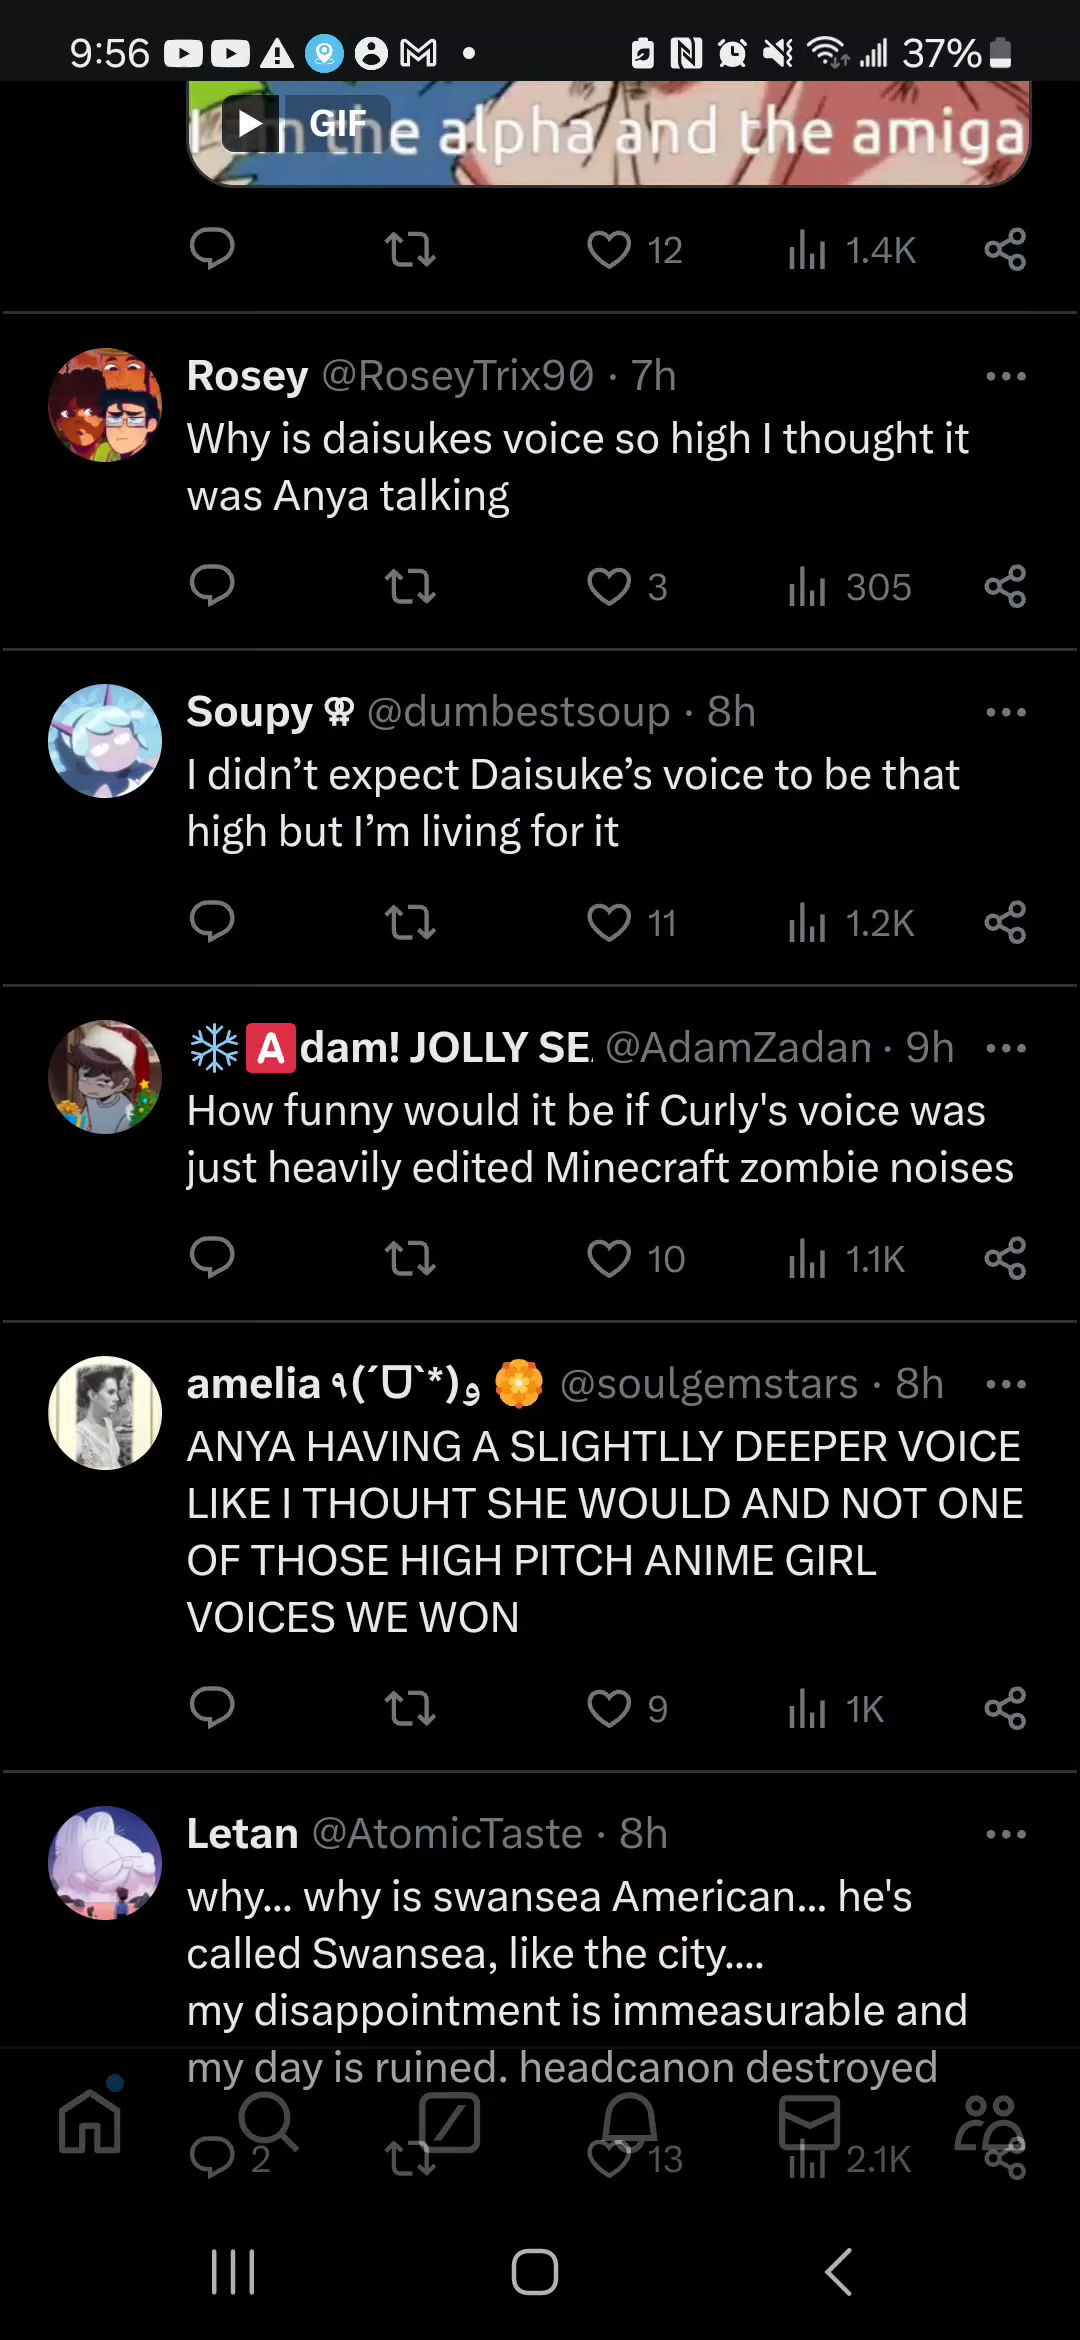 9:56 37%
GIF
the alpha and the amiga
12 1.4K
Rosey @RoseyTrix90 · 7h
Why is daisukes voice so high I thought it
was Anya talking
3 305
Soupy @dumbestsoup · 8h
I didn’t expect Daisuke’s voice to be that
high but I’m living for it
11 1.2K
❄️🅰️dam! JOLLY SE @AdamZadan · 9h
How funny would it be if Curly's voice was
just heavily edited Minecraft zombie noises
10 1.1K
amelia ٩(ˊᗜˋ*)و 🏵️ @soulgemstars · 8h
ANYA HAVING A SLIGHTLLY DEEPER VOICE
LIKE I THOUHT SHE WOULD AND NOT ONE
OF THOSE HIGH PITCH ANIME GIRL
VOICES WE WON
9 1K
Letan @AtomicTaste · 8h
why... why is swansea American... he's
called Swansea, like the city....
my disappointment is immeasurable and
my day is ruined. headcanon destroyed
2 13 2.1K